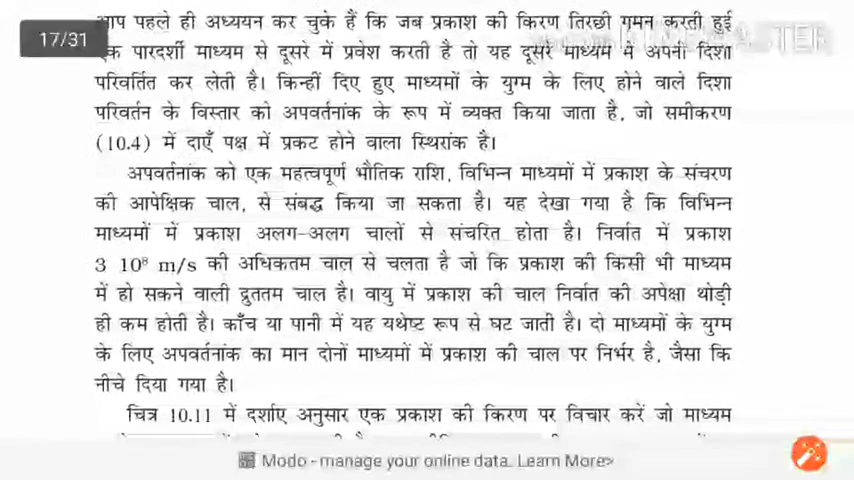 आप पहले ही अध्ययन कर चुके हैं कि जब प्रकाश की किरण तिरछी गमन करती हुई
17/31
एक पारदर्शी माध्यम से दूसरे में प्रवेश करती है तो यह दूसरे माध्यम में अपनी दिशा
परिवर्तित कर लेती है। किन्हीं दिए हुए माध्यमों के युग्म के लिए होने वाले दिशा
परिवर्तन के विस्तार को अपवर्तनांक के रूप में व्यक्त किया जाता है, जो समीकरण
(10.4) में दाएँ पक्ष में प्रकट होने वाला स्थिरांक है।
अपवर्तनांक को एक महत्वपूर्ण भौतिक राशि, विभिन्न माध्यमों में प्रकाश के संचरण
की आपेक्षिक चाल, से संबद्ध किया जा सकता है। यह देखा गया है कि विभिन्न
माध्यमों में प्रकाश अलग-अलग चालों से संचरित होता है। निर्वात में प्रकाश
3 10⁸ m/s की अधिकतम चाल से चलता है जो कि प्रकाश की किसी भी माध्यम
में हो सकने वाली द्रुततम चाल है। वायु में प्रकाश की चाल निर्वात की अपेक्षा थोड़ी
ही कम होती है। काँच या पानी में यह यथेष्ट रूप से घट जाती है। दो माध्यमों के युग्म
के लिए अपवर्तनांक का मान दोनों माध्यमों में प्रकाश की चाल पर निर्भर है, जैसा कि
नीचे दिया गया है।
चित्र 10.11 में दर्शाए अनुसार एक प्रकाश की किरण पर विचार करें जो माध्यम
Modo - manage your online data. Learn More>